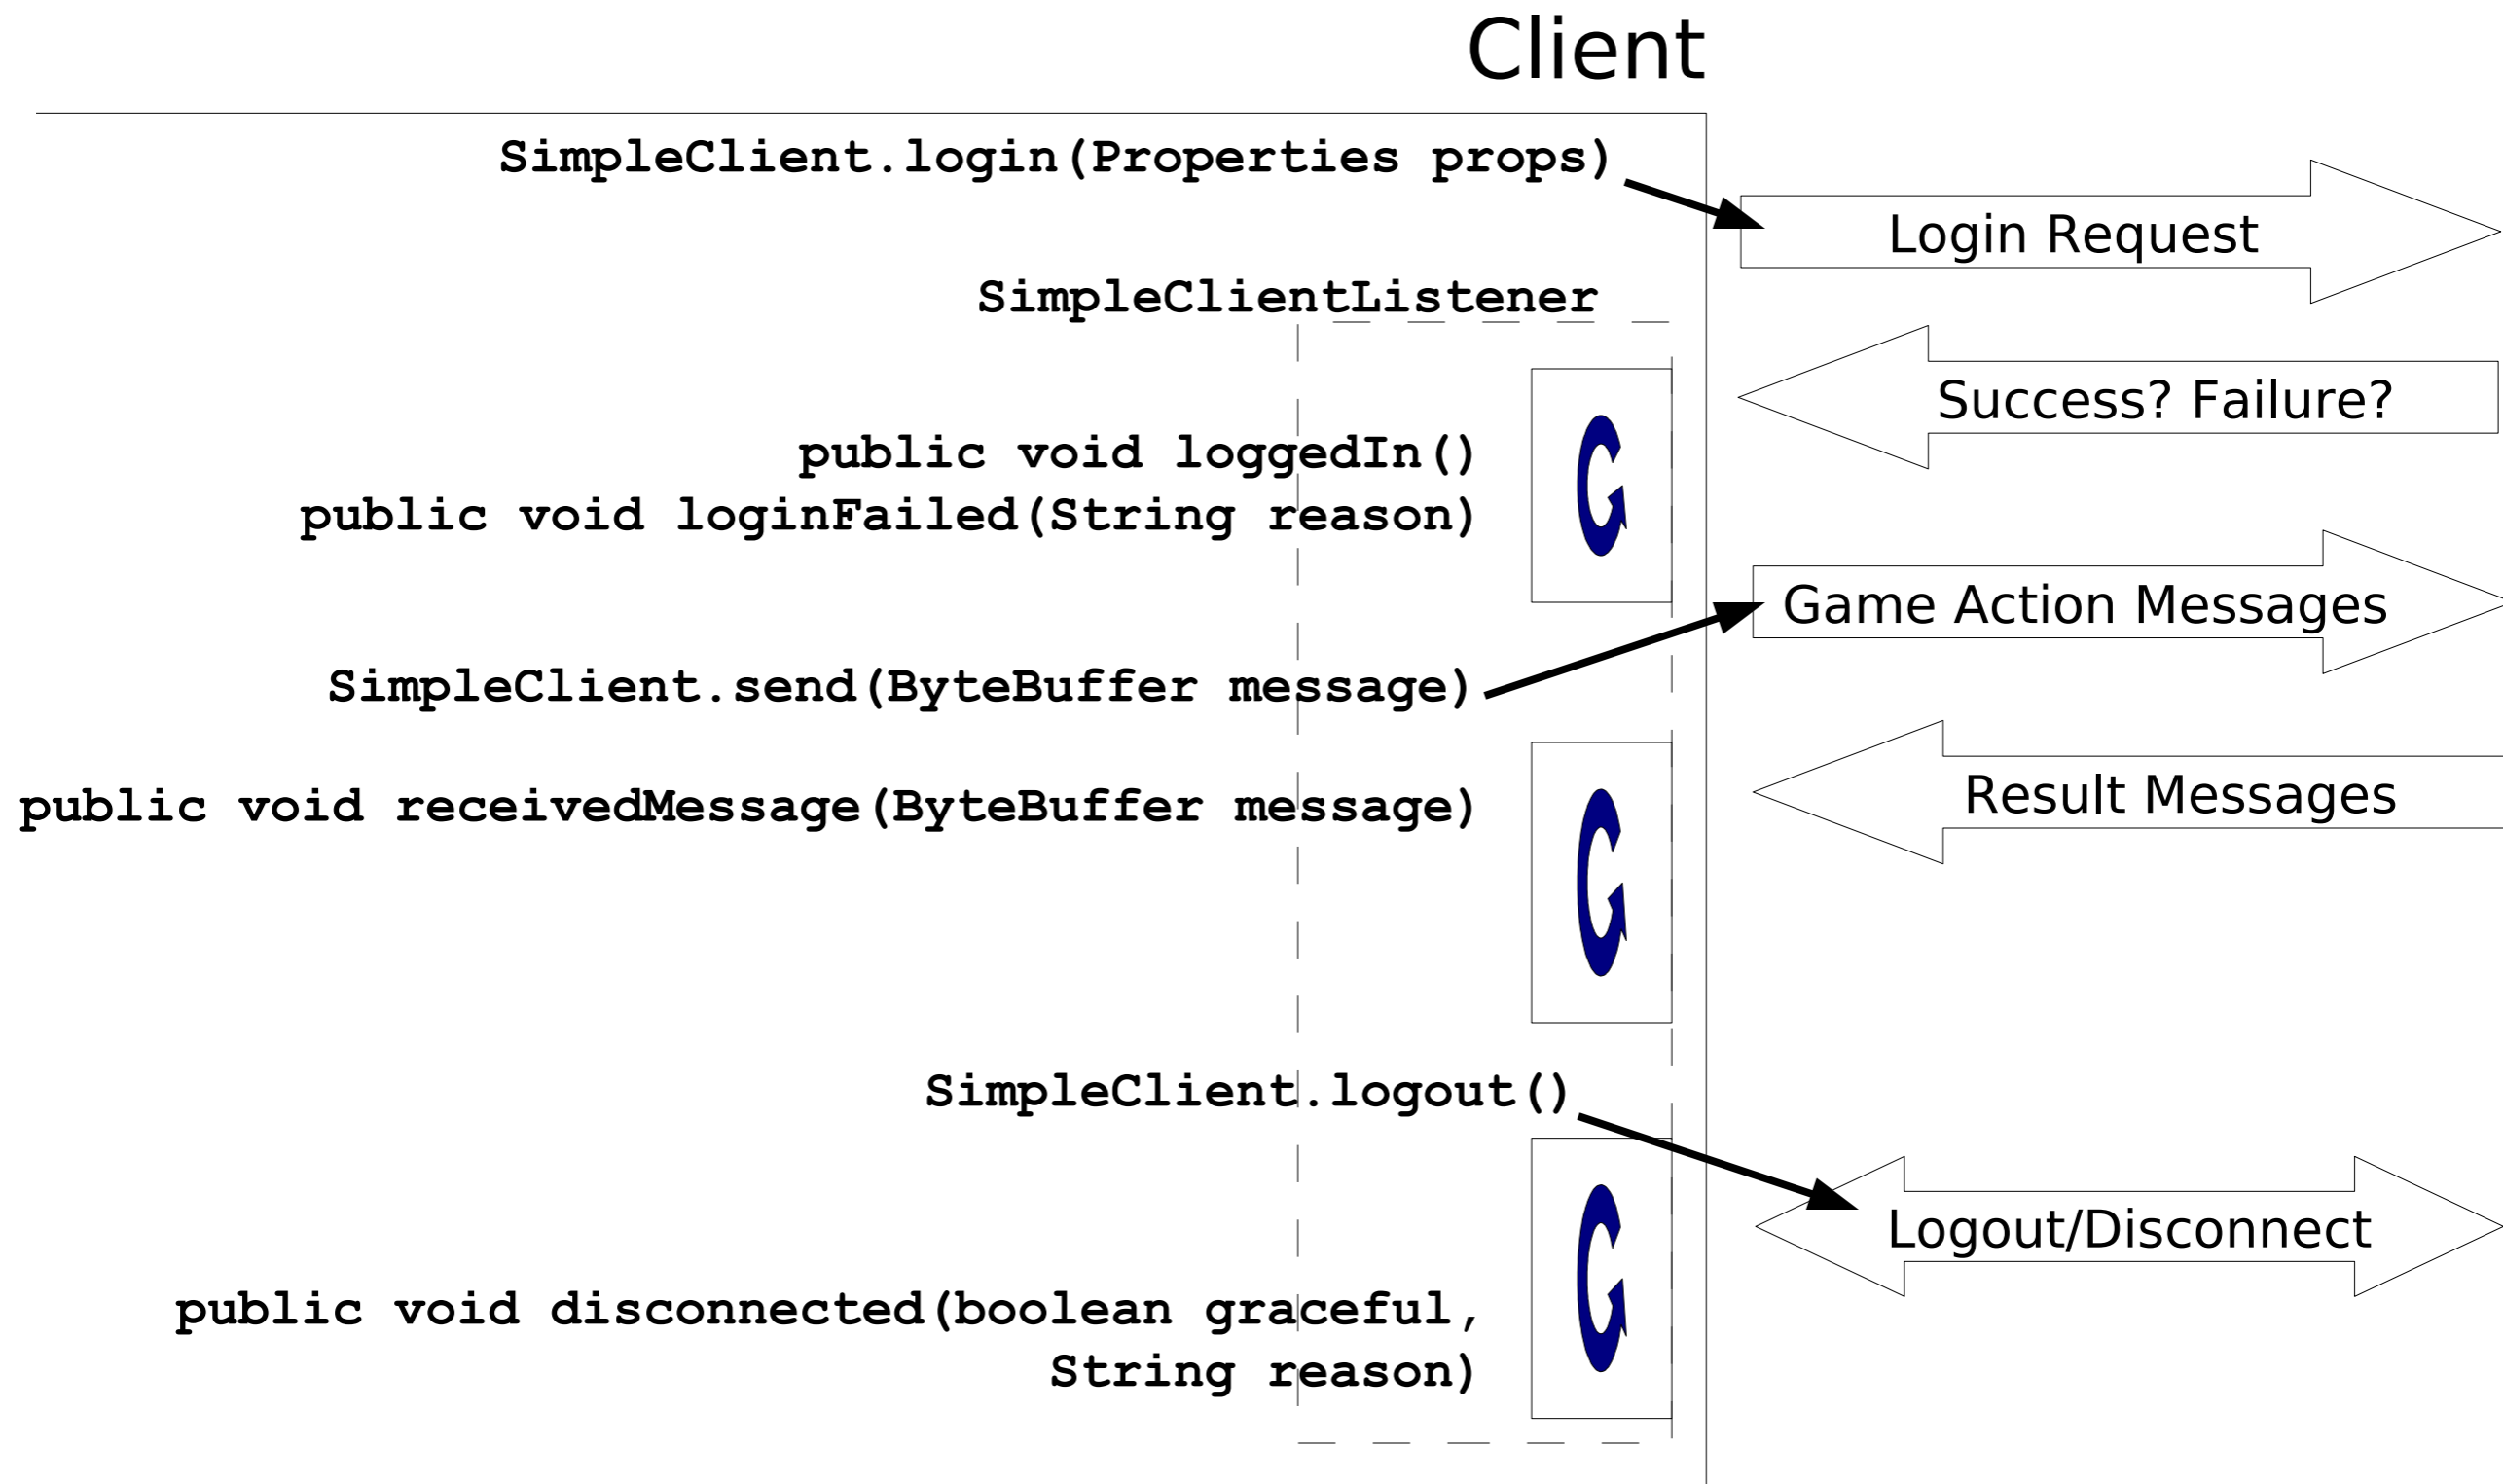 Client
SimpleClient.login(Properties props)
Login Request
SimpleClientListener
Success? Failure?
public void loggedIn()
public void loginFailed(String reason)
Game Action Messages
SimpleClient.send(ByteBuffer message)
Result Messages
public void receivedMessage(ByteBuffer message)
SimpleClient.logout()
Logout/Disconnect
public void disconnected(boolean graceful,
String reason)